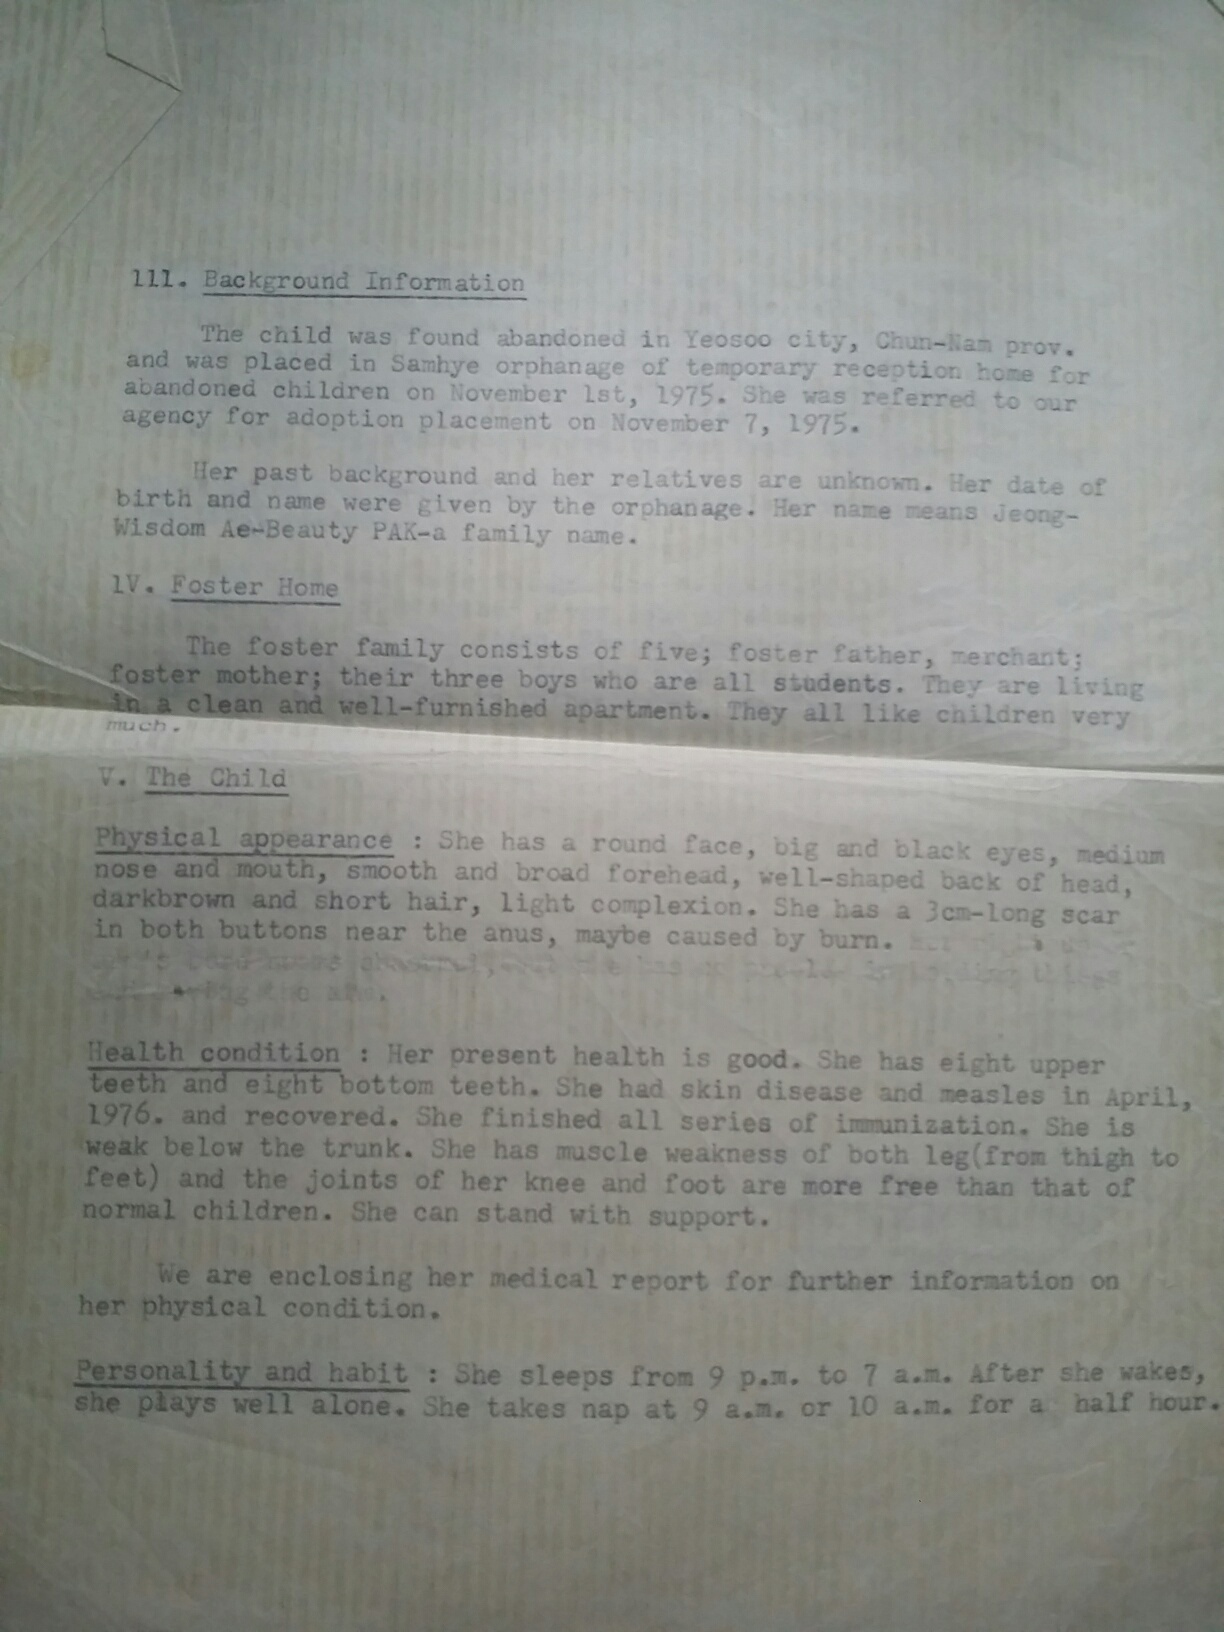 111. Background Information
The child was found abandoned in Yeosoo city, Chun-Nam prov.
and was placed in Samhye orphanage of temporary reception home for
abandoned children on November 1st, 1975. She was referred to our
agency for adoption placement on November 7, 1975.
Her past background and her relatives are unknown. Her date of
birth and name were given by the orphanage. Her name means Jeong-
Wisdom Ae-Beauty PAK-a family name.
1V. Foster Home
The foster family consists of five; foster father, merchant;
foster mother; their three boys who are all students. They are living
in a clean and well-furnished apartment. They all like children very
much.
V. The Child
Physical appearance : She has a round face, big and black eyes, medium
nose and mouth, smooth and broad forehead, well-shaped back of head,
darkbrown and short hair, light complexion. She has a 3cm-long scar
in both buttons near the anus, maybe caused by burn.
Health condition : Her present health is good. She has eight upper
teeth and eight bottom teeth. She had skin disease and measles in April,
1976. and recovered. She finished all series of immunization. She is
weak below the trunk. She has muscle weakness of both leg(from thigh to
feet) and the joints of her knee and foot are more free than that of
normal children. She can stand with support.
We are enclosing her medical report for further information on
her physical condition.
Personality and habit : She sleeps from 9 p.m. to 7 a.m. After she wakes,
she plays well alone. She takes nap at 9 a.m. or 10 a.m. for a half hour.